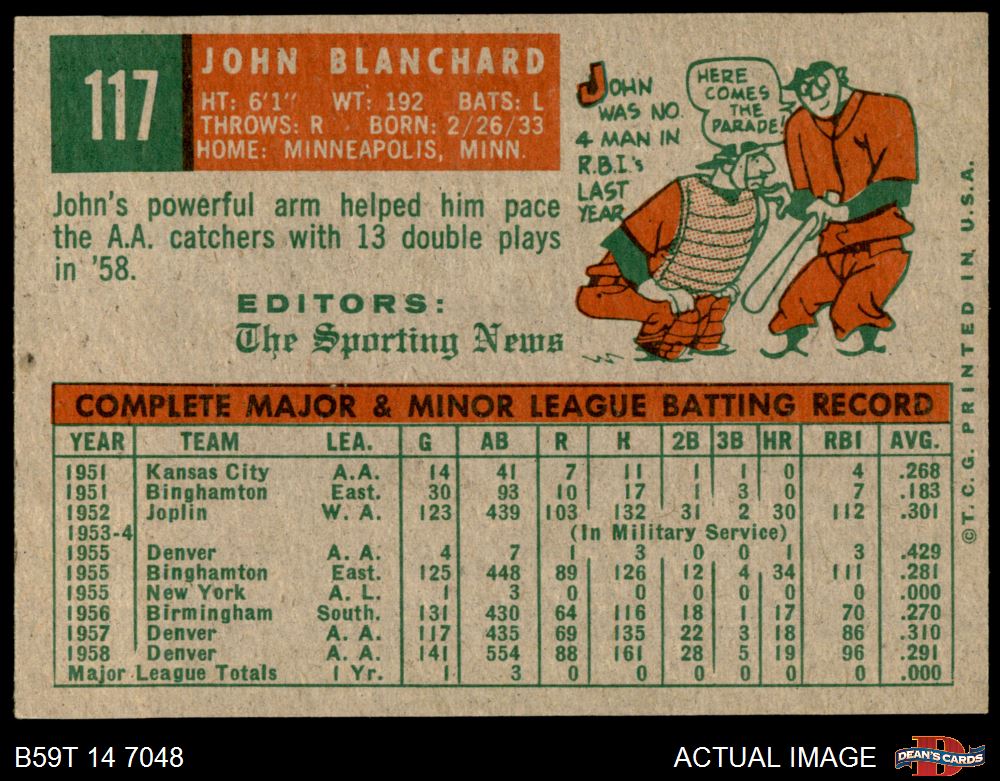 117
JOHN BLANCHARD
HT: 6'1" WT: 192 BATS: L
THROWS: R BORN: 2/26/33
HOME: MINNEAPOLIS, MINN.
John's powerful arm helped him pace
the A.A. catchers with 13 double plays
in '58.
EDITORS:
The Sporting News
JOHN
WAS NO.
4 MAN IN
R.B.I.'s
LAST
YEAR
HERE
COMES
THE
PARADE!
COMPLETE MAJOR & MINOR LEAGUE BATTING RECORD
YEAR TEAM LEA. G AB R H 2B 3B HR RBI AVG.
1951 Kansas City A.A. 14 41 7 11 1 1 0 4 .268
1951 Binghamton East. 30 93 10 17 1 3 0 7 .183
1952 Joplin W. A. 123 439 103 132 31 2 30 112 .301
1953-4 (In Military Service)
1955 Denver A. A. 4 7 1 3 0 0 1 3 .429
1955 Binghamton East. 125 448 89 126 12 4 34 111 .281
1955 New York A. L. 1 3 0 0 0 0 0 0 .000
1956 Birmingham South. 131 430 64 116 18 1 17 70 .270
1957 Denver A. A. 117 435 69 135 22 3 18 86 .310
1958 Denver A. A. 141 554 88 161 28 5 19 96 .291
Major League Totals 1 Yr. 1 3 0 0 0 0 0 0 .000
© T. C. G. PRINTED IN U.S.A.
B59T 14 7048
ACTUAL IMAGE
D
DEAN'S CARDS